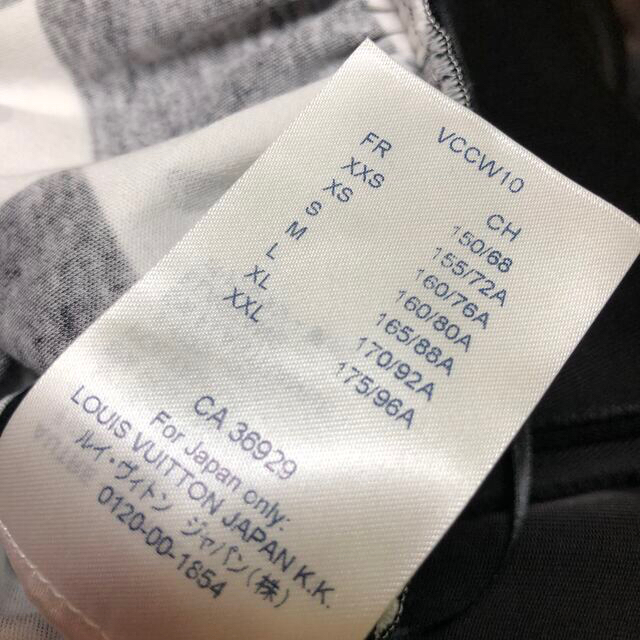 VCCW10
FR CH
XXS 150/68
XS 155/72A
S 160/76A
M 160/80A
L 165/88A
XL 170/92A
XXL 175/96A
CA 36929
For Japan only:
LOUIS VUITTON JAPAN K.K.
ルイ・ヴィトン ジャパン(株)
0120-00-1854